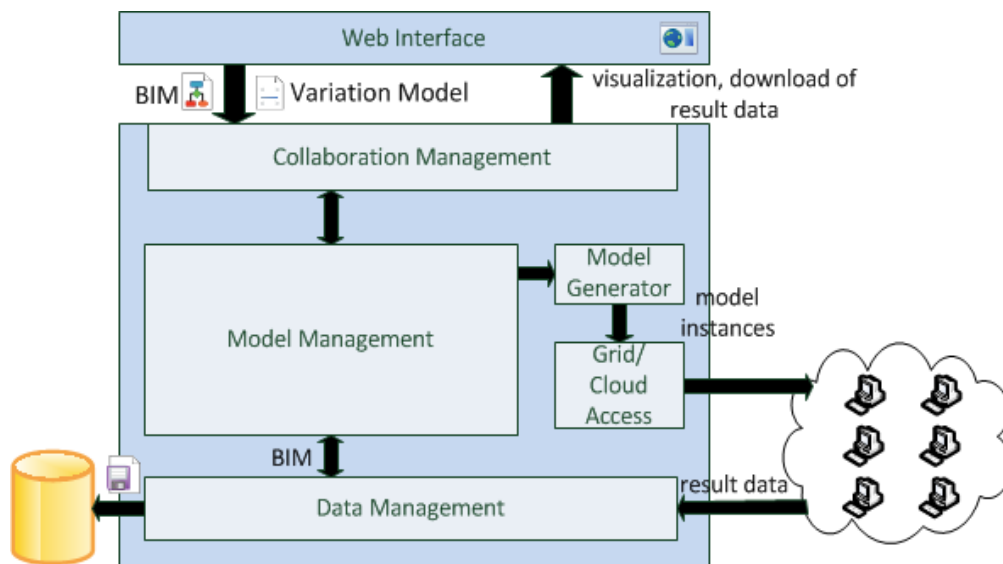 Web Interface
BIM
Variation Model
visualization, download of
result data
Collaboration Management
Model
Generator
model
instances
Model Management
Grid/
Cloud
Access
BIM
result data
Data Management